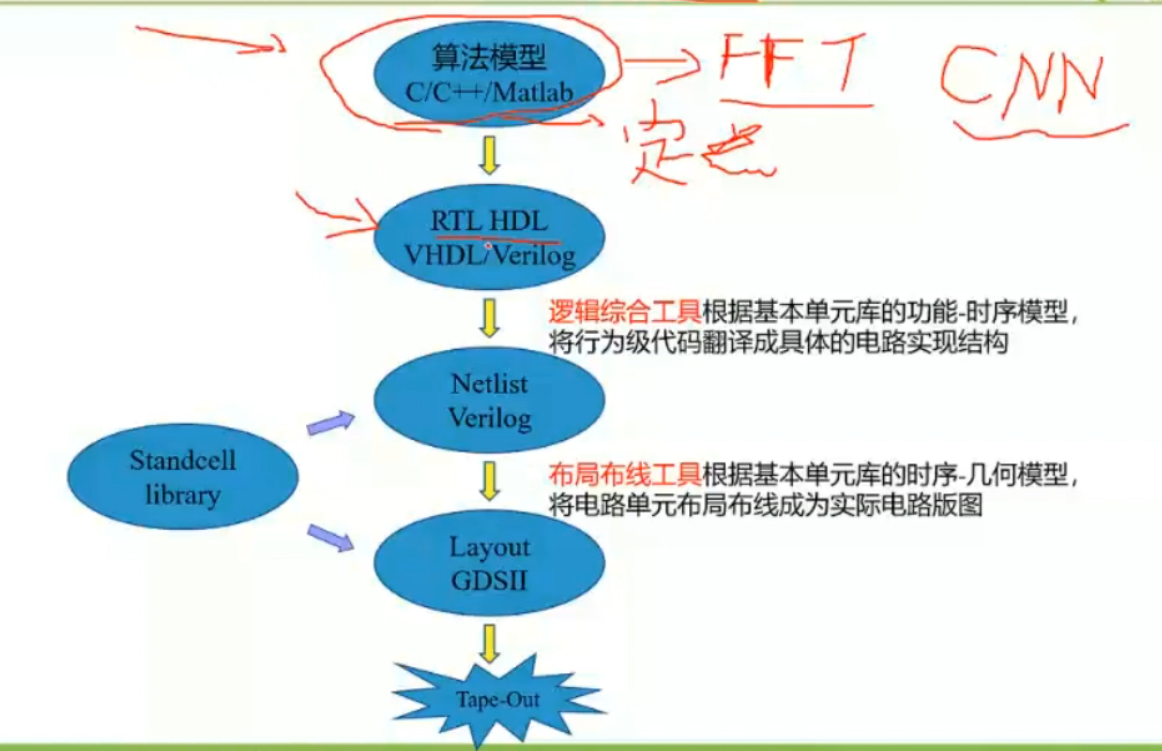 算法模型
C/C++/Matlab
FFT
CNN
定点
RTL HDL
VHDL/Verilog
逻辑综合工具根据基本单元库的功能-时序模型，
将行为级代码翻译成具体的电路实现结构
Netlist
Verilog
Standcell
library
布局布线工具根据基本单元库的时序-几何模型，
将电路单元布局布线成为实际电路版图
Layout
GDSII
Tape-Out